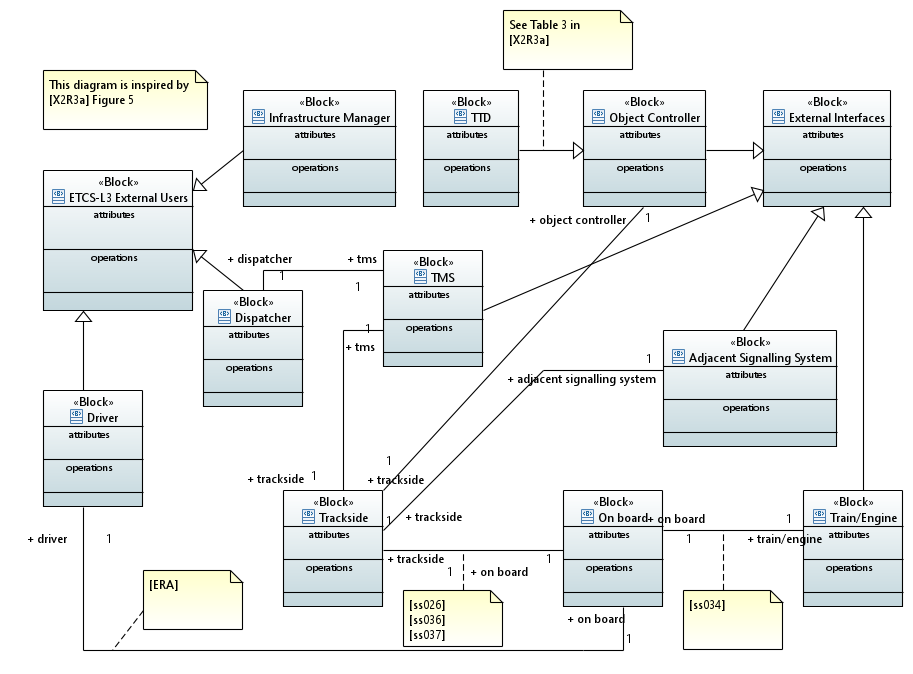 See Table 3 in
[X2R3a]
This diagram is inspired by
[X2R3a] Figure 5
«Block»
Infrastructure Manager
attributes
operations
«Block»
TTD
attributes
operations
«Block»
Object Controller
attributes
operations
«Block»
External Interfaces
attributes
operations
«Block»
ETCS-L3 External Users
attributes
operations
+ object controller
1
+ dispatcher
1
+ tms
1
«Block»
TMS
attributes
operations
1
+ tms
«Block»
Dispatcher
attributes
operations
«Block»
Adjacent Signalling System
attributes
operations
1
+ adjacent signalling system
«Block»
Driver
attributes
operations
+ trackside
1
1
+ trackside
«Block»
Trackside
attributes
operations
1
+ trackside
«Block»
On board
attributes
operations
+ on board
1
1
+ train/engine
«Block»
Train/Engine
attributes
operations
+ driver
1
+ trackside
1
+ on board
1
[ERA]
[ss026]
[ss036]
[ss037]
+ on board
1
[ss034]